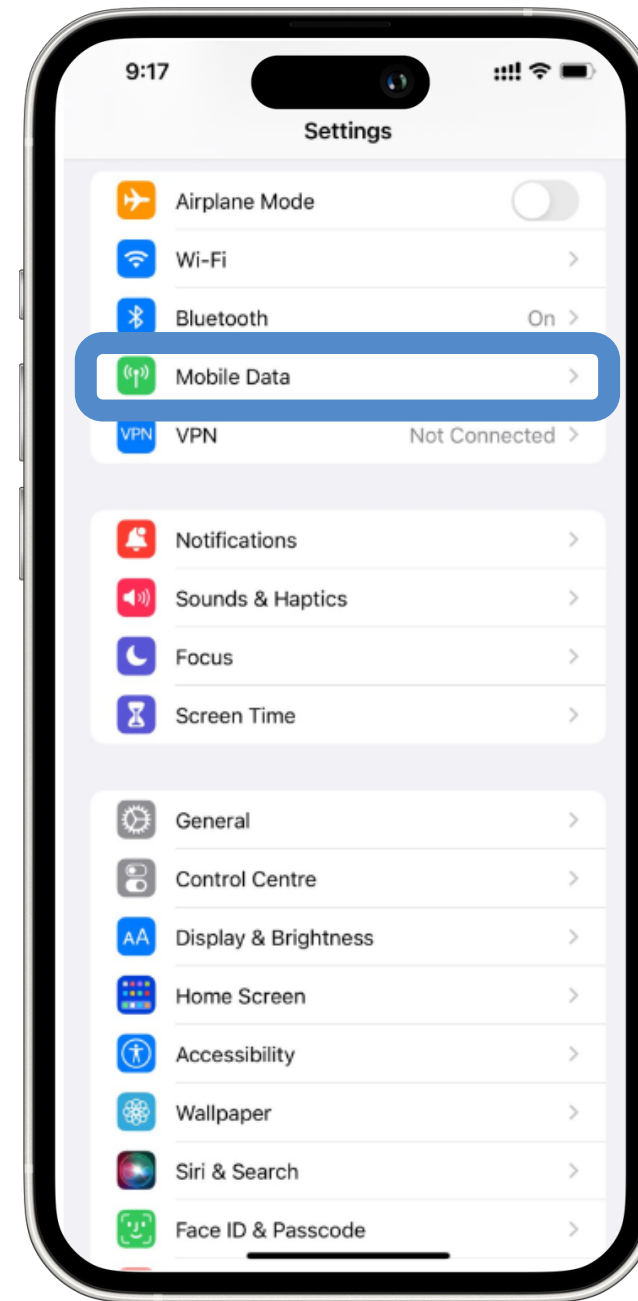 9:17
Settings
Airplane Mode
Wi-Fi
Bluetooth On
Mobile Data
VPN VPN Not Connected
Notifications
Sounds & Haptics
Focus
Screen Time
General
Control Centre
AA Display & Brightness
Home Screen
Accessibility
Wallpaper
Siri & Search
Face ID & Passcode